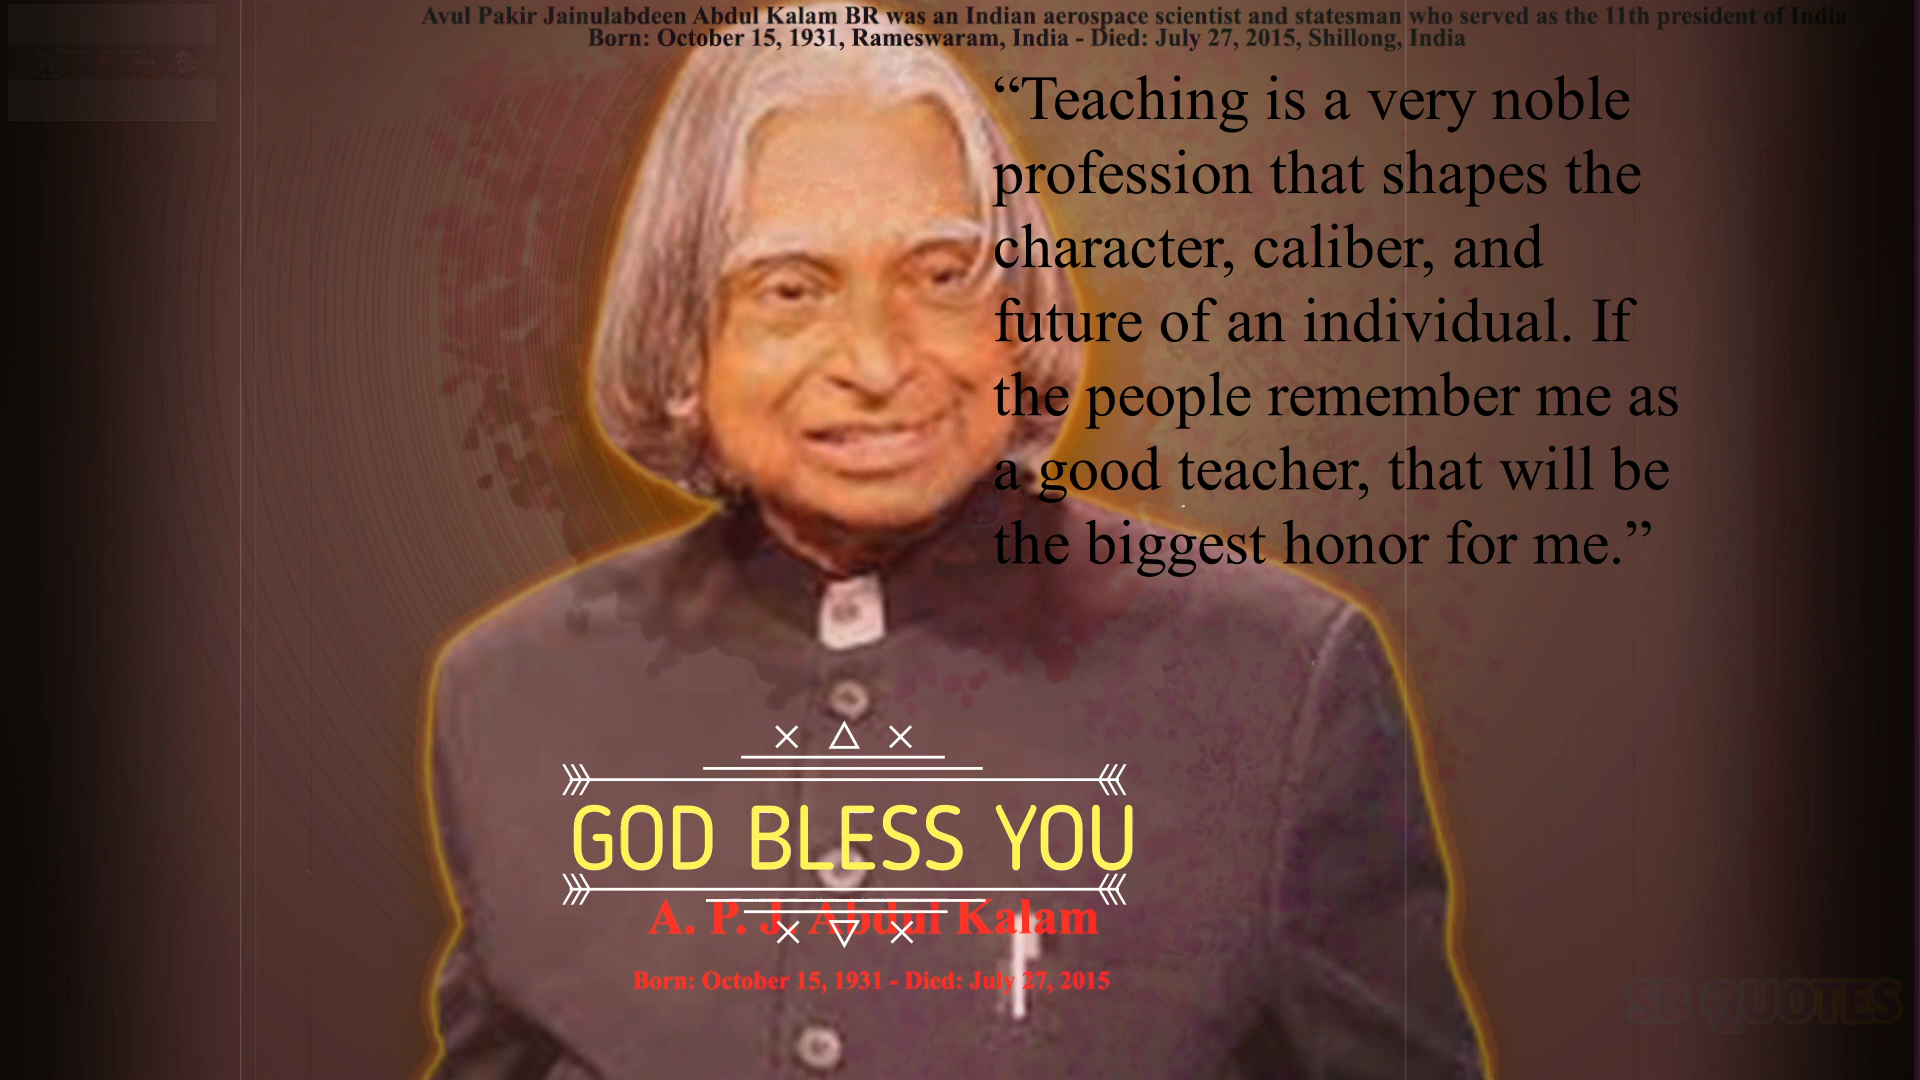 Avul Pakir Jainulabdeen Abdul Kalam BR was an Indian aerospace scientist and statesman who served as the 11th president of India
Born: October 15, 1931, Rameswaram, India - Died: July 27, 2015, Shillong, India
“Teaching is a very noble
profession that shapes the
character, caliber, and
future of an individual. If
the people remember me as
a good teacher, that will be
the biggest honor for me.”
GOD BLESS YOU
A. P. J. Abdul Kalam
Born: October 15, 1931 - Died: July 27, 2015
SB QUOTES